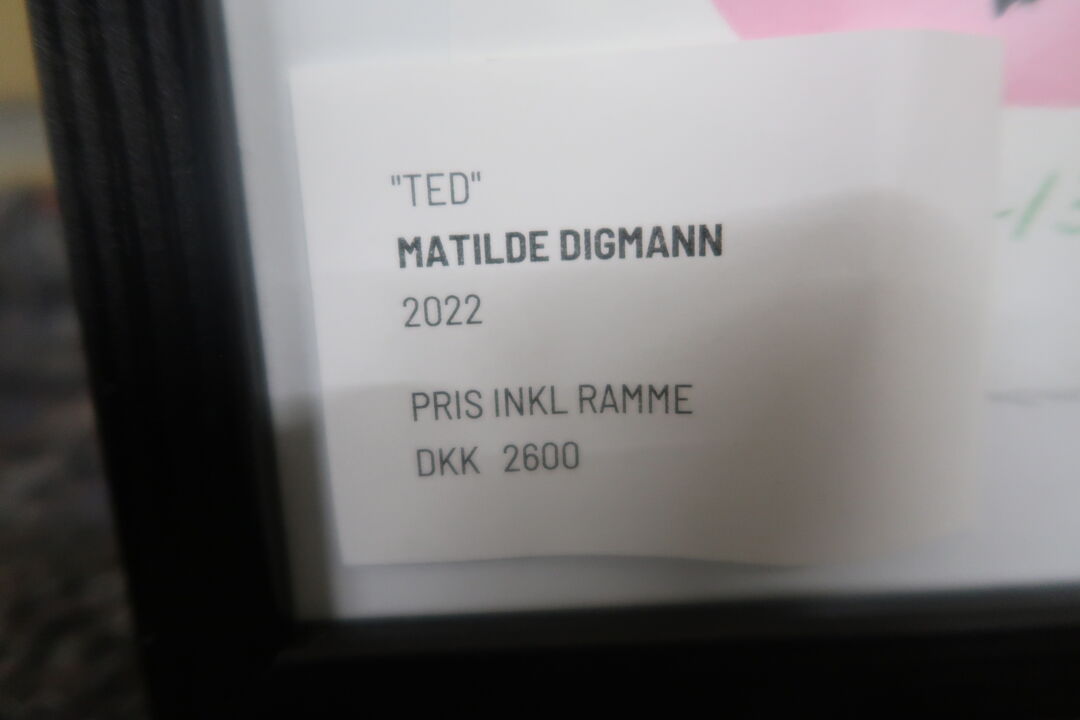 "TED"
MATILDE DIGMANN
2022
PRIS INKL RAMME
DKK 2600